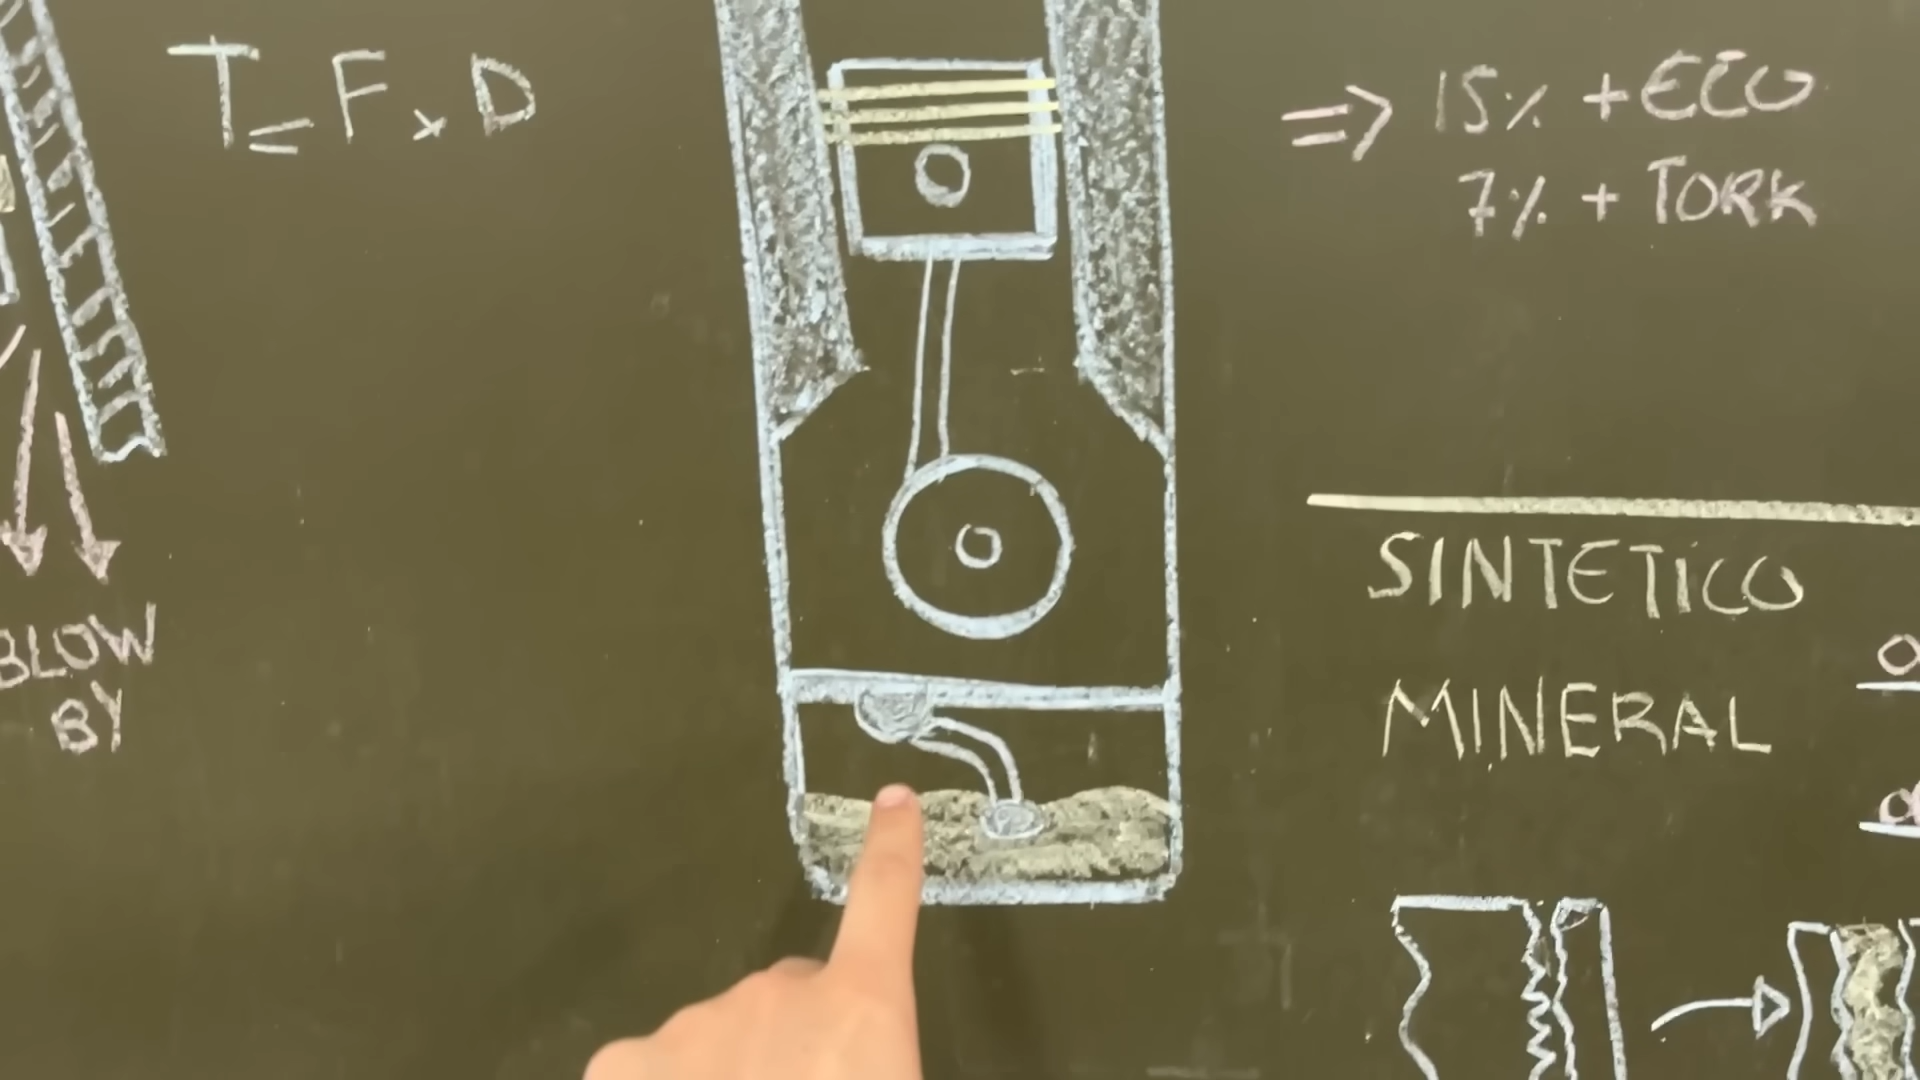 T = F x D
=> 15% + ECO
7% + TORK
BLOW
BY
SINTETICO
MINERAL